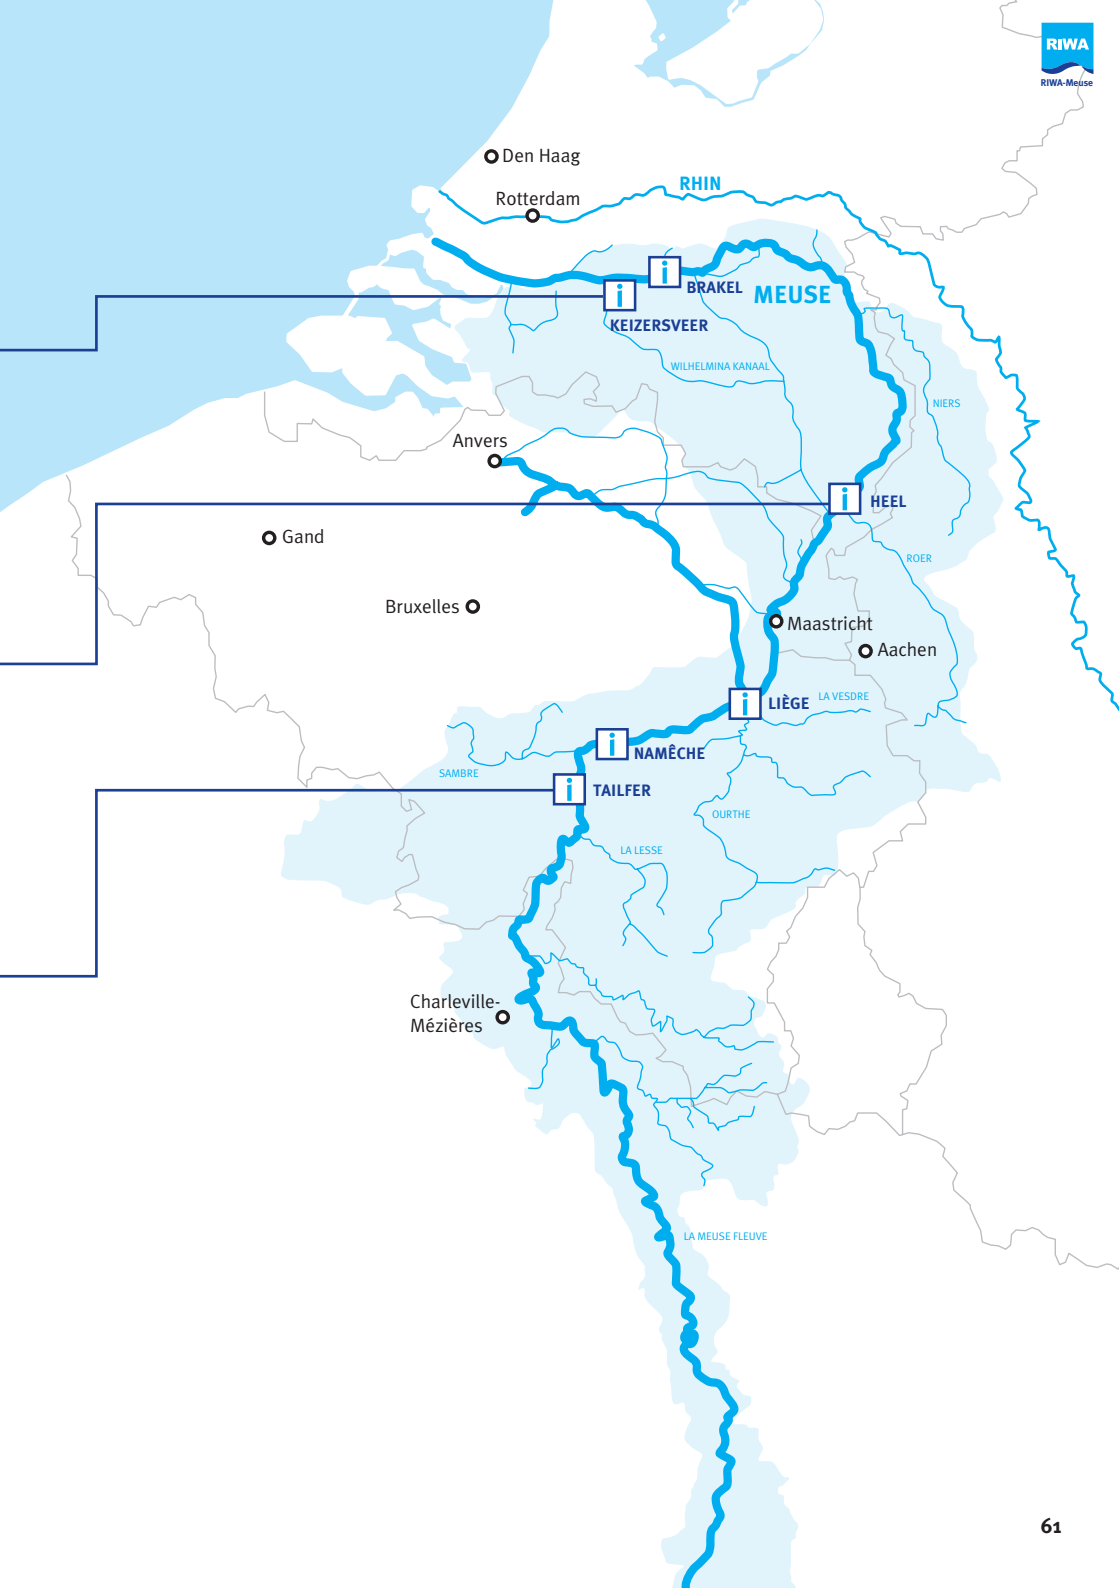 RIWA
RIWA-Meuse
Den Haag
RHIN
Rotterdam
BRAKEL
MEUSE
KEIZERSVEER
WILHELMINA KANAAL
NIERS
Anvers
HEEL
Gand
ROER
Bruxelles
Maastricht
Aachen
LA VESDRE
LIÈGE
NAMÊCHE
SAMBRE
TAILFER
OURTHE
LA LESSE
Charleville-
Mézières
LA MEUSE FLEUVE
61